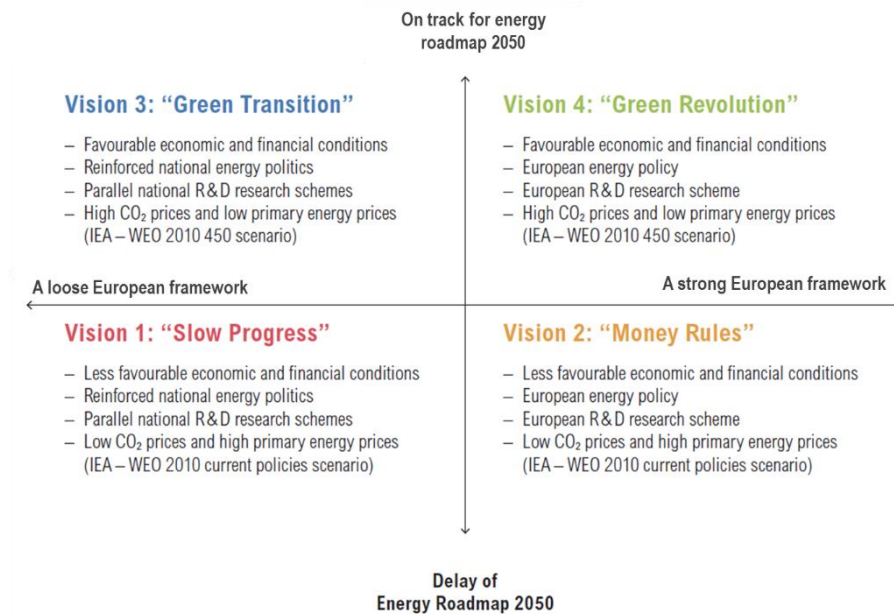 On track for energy
roadmap 2050
Vision 3: “Green Transition”
– Favourable economic and financial conditions
– Reinforced national energy politics
– Parallel national R&D research schemes
– High CO₂ prices and low primary energy prices
(IEA – WEO 2010 450 scenario)
Vision 4: “Green Revolution”
– Favourable economic and financial conditions
– European energy policy
– European R&D research scheme
– High CO₂ prices and low primary energy prices
(IEA – WEO 2010 450 scenario)
A loose European framework
A strong European framework
Vision 1: “Slow Progress”
– Less favourable economic and financial conditions
– Reinforced national energy politics
– Parallel national R&D research schemes
– Low CO₂ prices and high primary energy prices
(IEA – WEO 2010 current policies scenario)
Vision 2: “Money Rules”
– Less favourable economic and financial conditions
– European energy policy
– European R&D research scheme
– Low CO₂ prices and high primary energy prices
(IEA – WEO 2010 current policies scenario)
Delay of
Energy Roadmap 2050